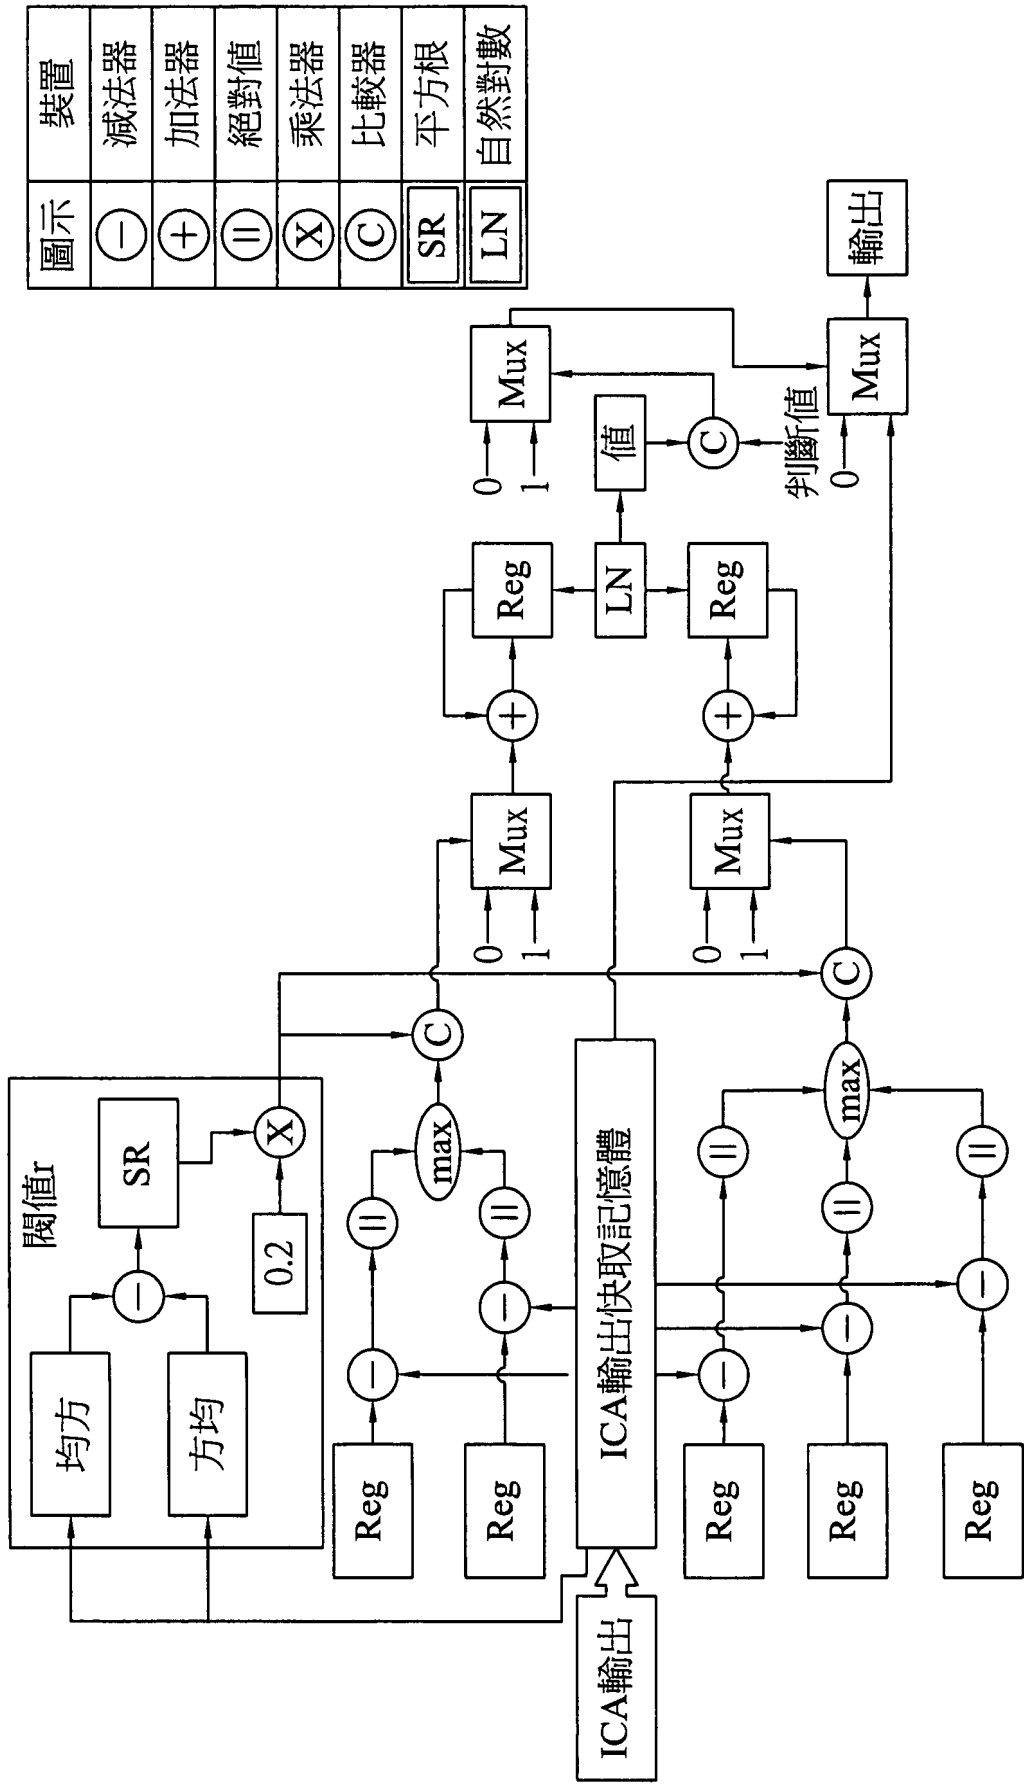 圖示 裝置
− 減法器
+ 加法器
|| 絕對值
X 乘法器
C 比較器
SR 平方根
LN 自然對數
閥值r
均方
方均
−
SR
0.2
X
Reg
−
||
Reg
−
||
max
C
0
1
Mux
+
Reg
0
1
Mux
ICA輸出
ICA輸出快取記憶體
LN
值
C
判斷值
Reg
−
||
Reg
−
||
Reg
−
||
max
C
0
1
Mux
+
Reg
0
Mux
輸出